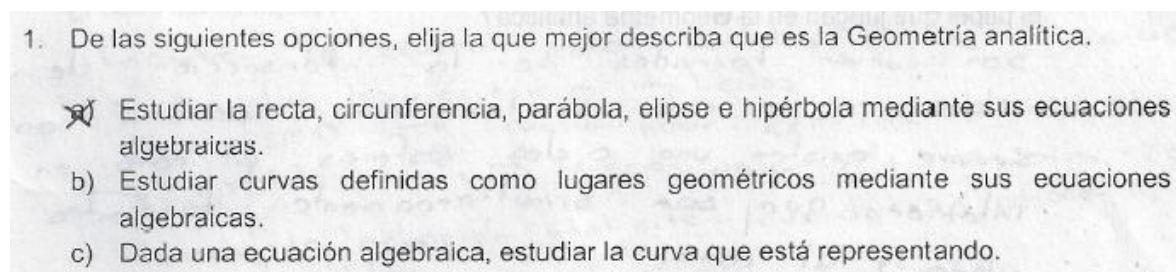 1. De las siguientes opciones, elija la que mejor describa que es la Geometría analítica.
a) Estudiar la recta, circunferencia, parábola, elipse e hipérbola mediante sus ecuaciones
algebraicas.
b) Estudiar curvas definidas como lugares geométricos mediante sus ecuaciones
algebraicas.
c) Dada una ecuación algebraica, estudiar la curva que está representando.